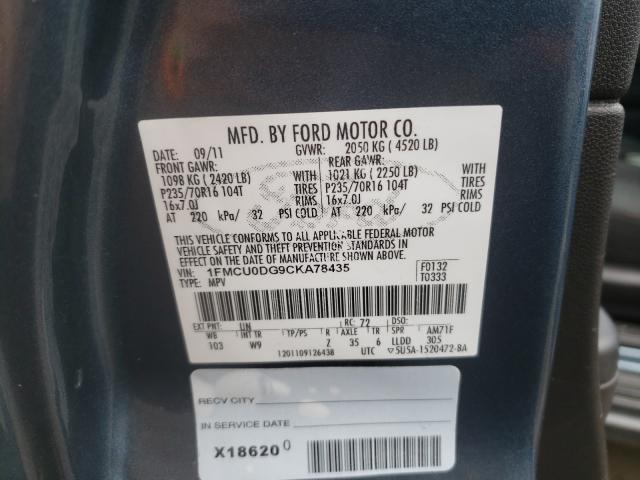 MFD. BY FORD MOTOR CO.
DATE: 09/11 GVWR: 2050 KG ( 4520 LB)
FRONT GAWR: REAR GAWR:
1098 KG ( 2420 LB) WITH 1021 KG ( 2250 LB) WITH
P235/70R16 104T TIRES P235/70R16 104T TIRES
16x7.0J RIMS 16x7.0J RIMS
AT 220 kPa/ 32 PSI COLD AT 220 kPa/ 32 PSI COLD
THIS VEHICLE CONFORMS TO ALL APPLICABLE FEDERAL MOTOR
VEHICLE SAFETY AND THEFT PREVENTION STANDARDS IN
EFFECT ON THE DATE OF MANUFACTURE SHOWN ABOVE.
VIN: 1FMCU0DG9CKA78435 F0132
TYPE: MPV T0333
EXT PNT: UN RC: 72 DSO:
WB INT TR TP/PS R AXLE TR SPR AM71F
103 W9 Z 35 6 LLDD 305
1201109126438 UTC ▽5U5A-1520472-BA
RECV CITY
IN SERVICE DATE
X18620 0